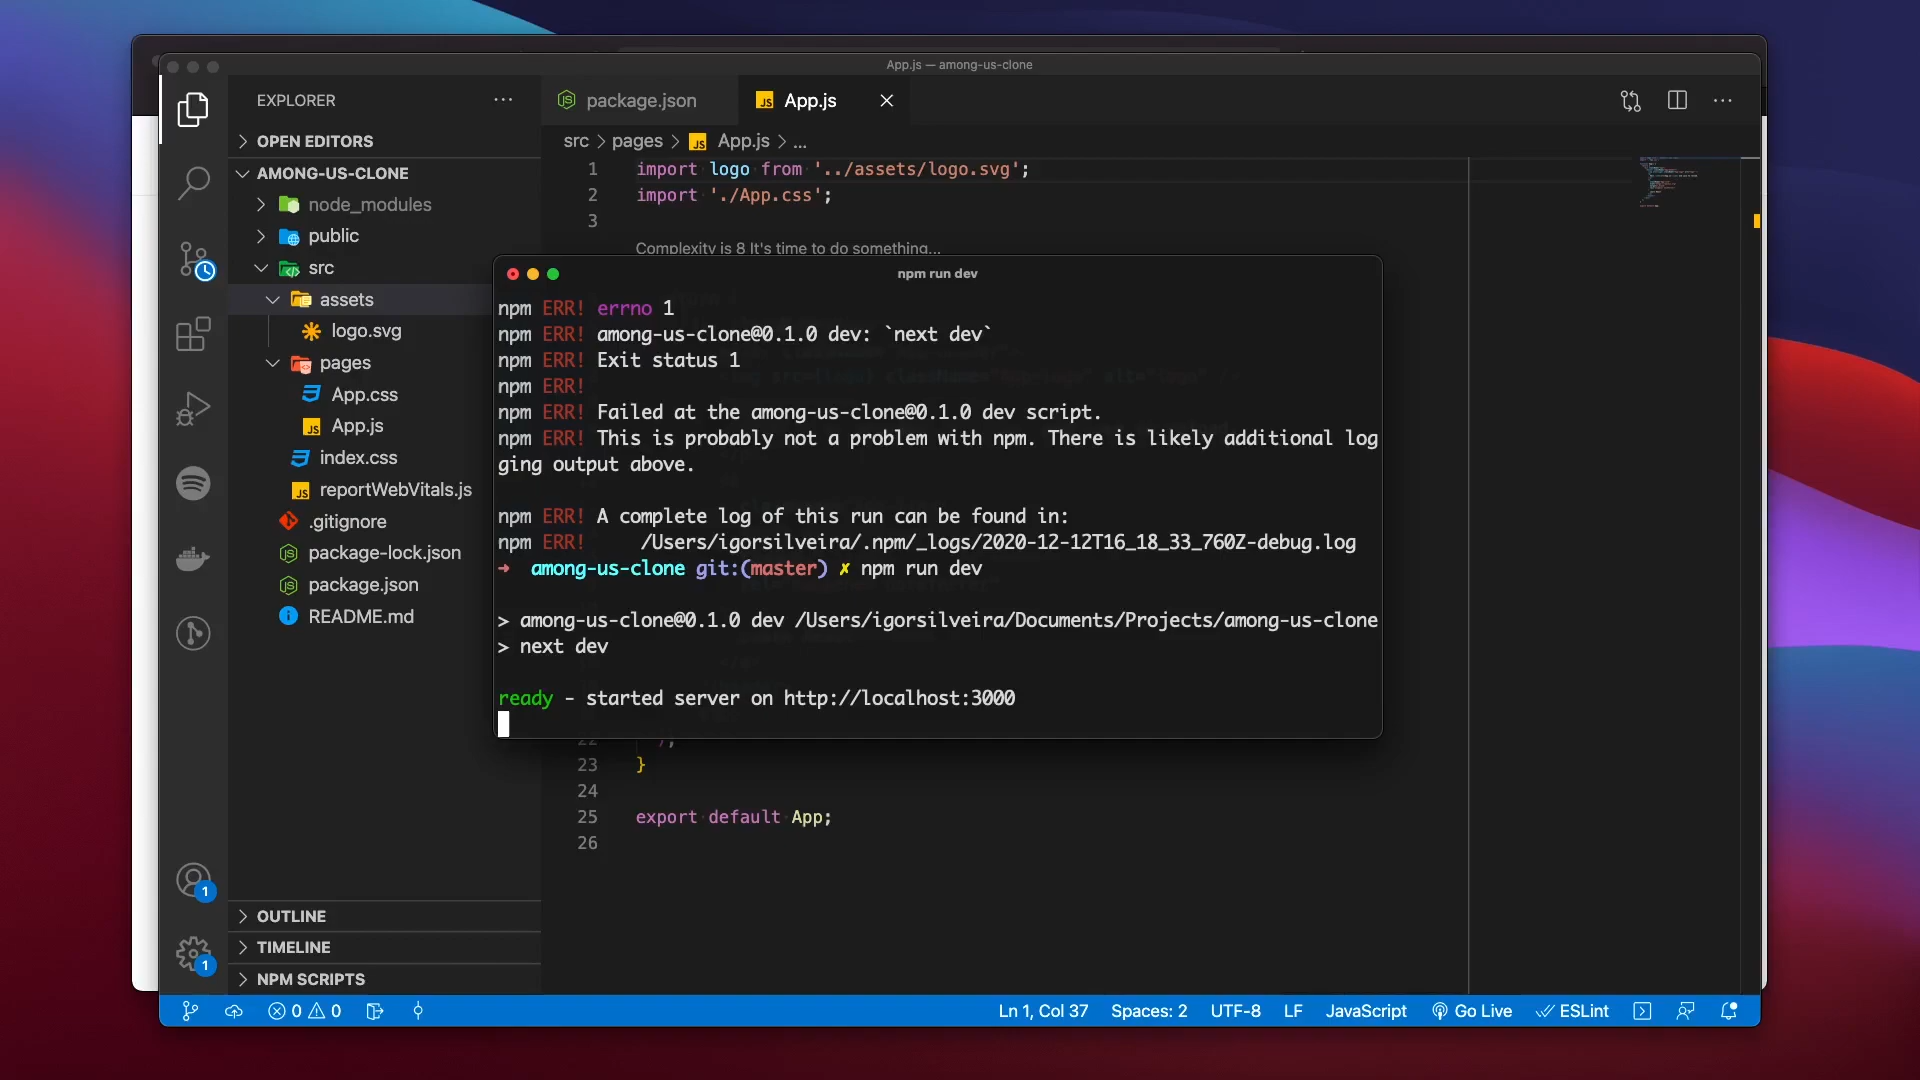 App.js — among-us-clone
EXPLORER
package.json
App.js
OPEN EDITORS
src > pages > App.js > ...
AMONG-US-CLONE
node_modules
public
src
assets
logo.svg
pages
App.css
App.js
index.css
reportWebVitals.js
.gitignore
package-lock.json
package.json
README.md
OUTLINE
TIMELINE
NPM SCRIPTS
1 import logo from '../assets/logo.svg';
2 import './App.css';
3
Complexity is 8 It's time to do something...
npm run dev
npm ERR! errno 1
npm ERR! among-us-clone@0.1.0 dev: `next dev`
npm ERR! Exit status 1
npm ERR!
npm ERR! Failed at the among-us-clone@0.1.0 dev script.
npm ERR! This is probably not a problem with npm. There is likely additional log
ging output above.
npm ERR! A complete log of this run can be found in:
npm ERR!     /Users/igorsilveira/.npm/_logs/2020-12-12T16_18_33_760Z-debug.log
➜  among-us-clone git:(master) ✗ npm run dev
> among-us-clone@0.1.0 dev /Users/igorsilveira/Documents/Projects/among-us-clone
> next dev
ready - started server on http://localhost:3000
22 );
23 }
24
25 export default App;
26
1
1
0 0
Ln 1, Col 37
Spaces: 2
UTF-8
LF
JavaScript
Go Live
ESLint